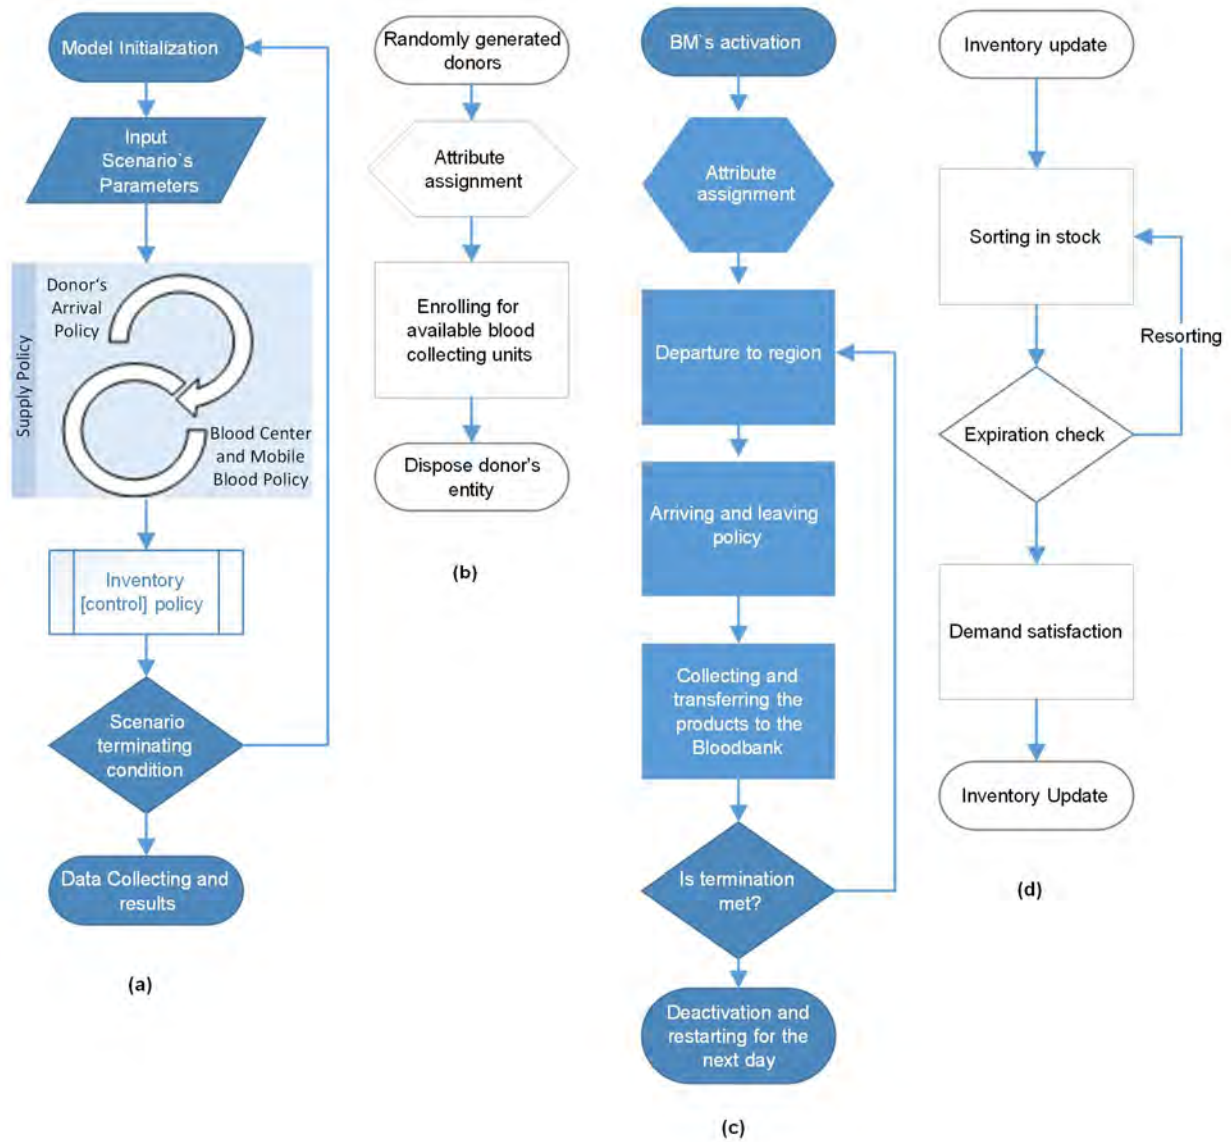 Model Initialization
Input
Scenario`s
Parameters
Supply Policy
Donor's
Arrival
Policy
Blood Center
and Mobile
Blood Policy
Inventory
[control] policy
Scenario
terminating
condition
Data Collecting and
results
(a)
Randomly generated
donors
Attribute
assignment
Enrolling for
available blood
collecting units
Dispose donor's
entity
(b)
BM`s activation
Attribute
assignment
Departure to region
Arriving and leaving
policy
Collecting and
transferring the
products to the
Bloodbank
Is termination
met?
Deactivation and
restarting for the
next day
(c)
Inventory update
Sorting in stock
Resorting
Expiration check
Demand satisfaction
Inventory Update
(d)